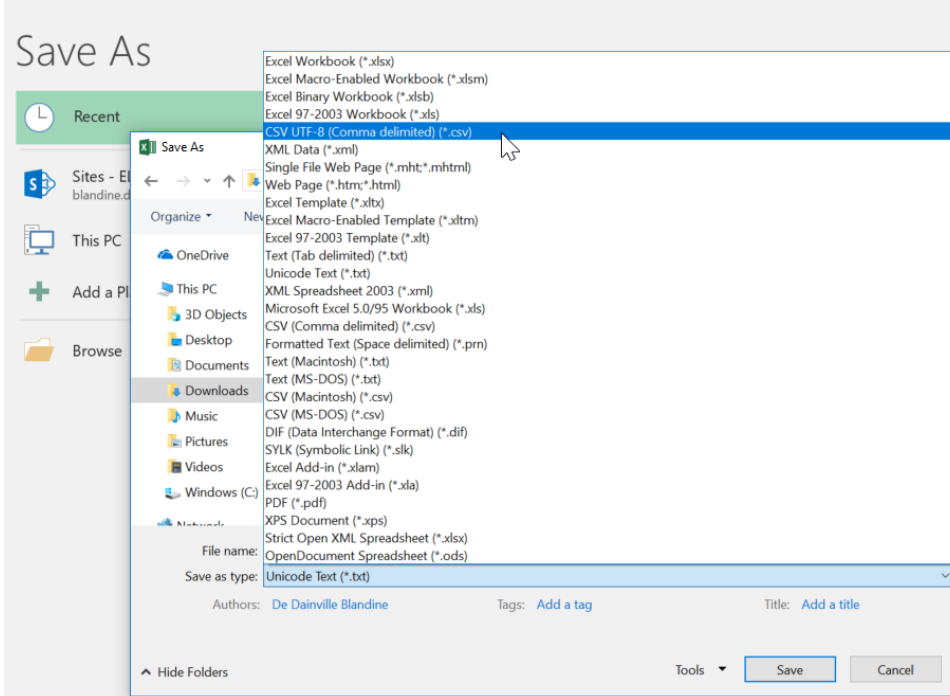 Save As
Recent
Sites - El
blandine.d
This PC
Add a Pl
Browse
Save As
Organize
New
OneDrive
This PC
3D Objects
Desktop
Documents
Downloads
Music
Pictures
Videos
Windows (C:)
Network
Excel Workbook (*.xlsx)
Excel Macro-Enabled Workbook (*.xlsm)
Excel Binary Workbook (*.xlsb)
Excel 97-2003 Workbook (*.xls)
CSV UTF-8 (Comma delimited) (*.csv)
XML Data (*.xml)
Single File Web Page (*.mht;*.mhtml)
Web Page (*.htm;*.html)
Excel Template (*.xltx)
Excel Macro-Enabled Template (*.xltm)
Excel 97-2003 Template (*.xlt)
Text (Tab delimited) (*.txt)
Unicode Text (*.txt)
XML Spreadsheet 2003 (*.xml)
Microsoft Excel 5.0/95 Workbook (*.xls)
CSV (Comma delimited) (*.csv)
Formatted Text (Space delimited) (*.prn)
Text (Macintosh) (*.txt)
Text (MS-DOS) (*.txt)
CSV (Macintosh) (*.csv)
CSV (MS-DOS) (*.csv)
DIF (Data Interchange Format) (*.dif)
SYLK (Symbolic Link) (*.slk)
Excel Add-in (*.xlam)
Excel 97-2003 Add-in (*.xla)
PDF (*.pdf)
XPS Document (*.xps)
Strict Open XML Spreadsheet (*.xlsx)
OpenDocument Spreadsheet (*.ods)
File name:
Save as type: Unicode Text (*.txt)
Authors: De Dainville Blandine Tags: Add a tag Title: Add a title
Hide Folders Tools Save Cancel